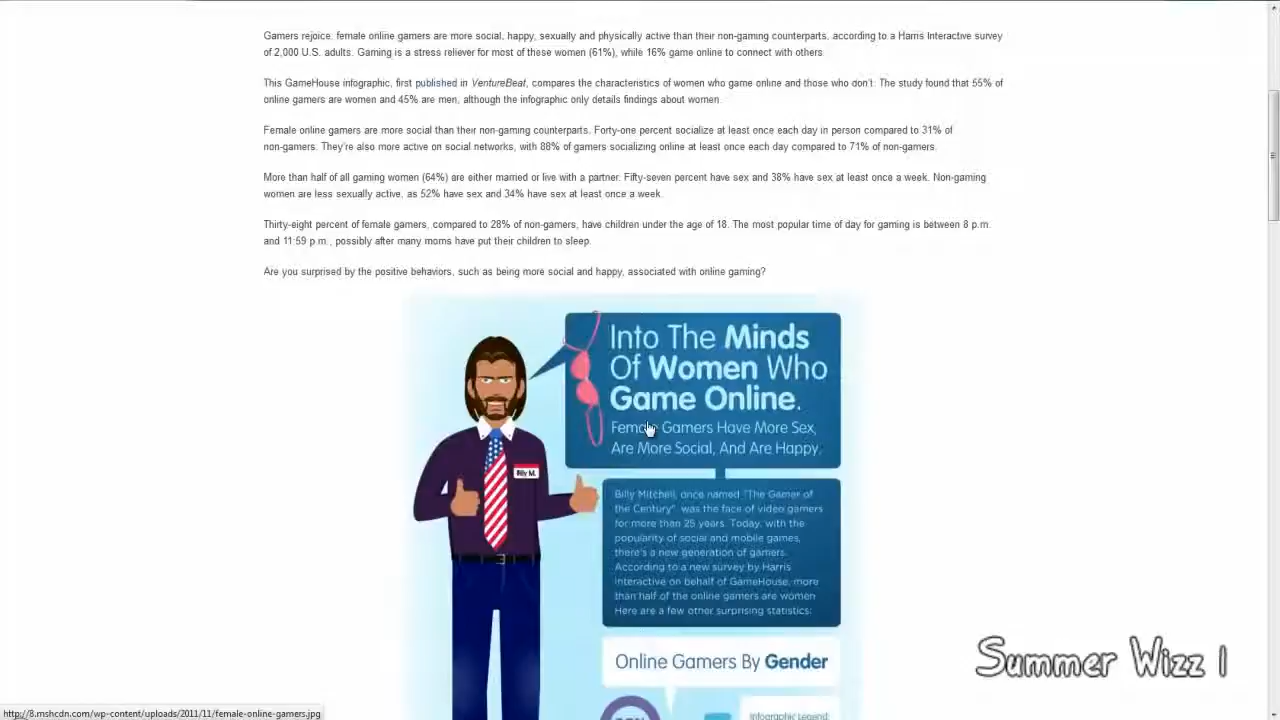 Gamers rejoice: female online gamers are more social, happy, sexually and physically active than their non-gaming counterparts, according to a Harris Interactive survey
of 2,000 U.S. adults. Gaming is a stress reliever for most of those women (61%), while 16% game online to connect with others.
This GameHouse infographic, first published in VentureBeat, compares the characteristics of women who game online and those who don't. The study found that 55% of
online gamers are women and 45% are men, although the infographic only details findings about women.
Female online gamers are more social than their non-gaming counterparts. Forty-one percent socialize at least once each day in person compared to 31% of
non-gamers. They're also more active on social networks, with 88% of gamers socializing online at least once each day compared to 71% of non-gamers.
More than half of all gaming women (64%) are either married or live with a partner. Fifty-seven percent have sex and 38% have sex at least once a week. Non-gaming
women are less sexually active, as 52% have sex and 34% have sex at least once a week.
Thirty-eight percent of female gamers, compared to 28% of non-gamers, have children under the age of 18. The most popular time of day for gaming is between 8 p.m.
and 11:59 p.m., possibly after many moms have put their children to sleep.
Are you surprised by the positive behaviors, such as being more social and happy, associated with online gaming?
Into The Minds
Of Women Who
Game Online.
Female Gamers Have More Sex,
Are More Social, And Are Happy.
Billy M.
Billy Mitchell, once named "The Gamer of
the Century" was the face of video gamers
for more than 25 years. Today, with the
popularity of social and mobile games,
there's a new generation of gamers.
According to a new survey by Harris
Interactive on behalf of GameHouse, more
than half of the online gamers are women
Here are a few other surprising statistics:
Online Gamers By Gender
Infographic Legend:
Summer Wizz 1
http://8.mshcdn.com/wp-content/uploads/2011/11/female-online-gamers.jpg